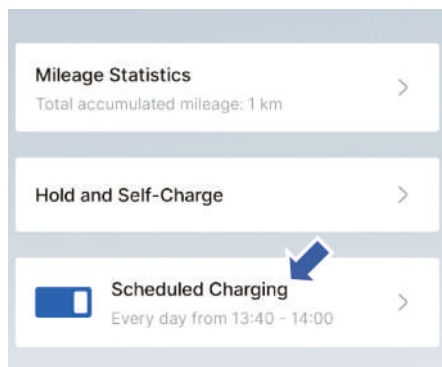 Mileage Statistics
Total accumulated mileage: 1 km
Hold and Self-Charge
Scheduled Charging
Every day from 13:40 - 14:00